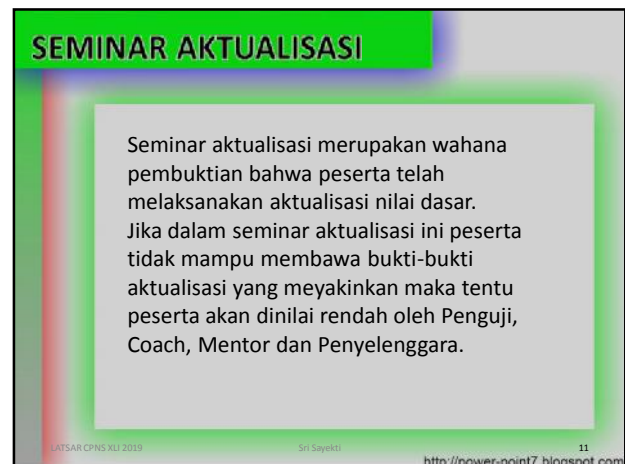 SEMINAR AKTUALISASI
Seminar aktualisasi merupakan wahana
pembuktian bahwa peserta telah
melaksanakan aktualisasi nilai dasar.
Jika dalam seminar aktualisasi ini peserta
tidak mampu membawa bukti-bukti
aktualisasi yang meyakinkan maka tentu
peserta akan dinilai rendah oleh Penguji,
Coach, Mentor dan Penyelenggara.
LATSAR CPNS XLI 2019 Sri Sayekti 11
http://power-point7.blogspot.com